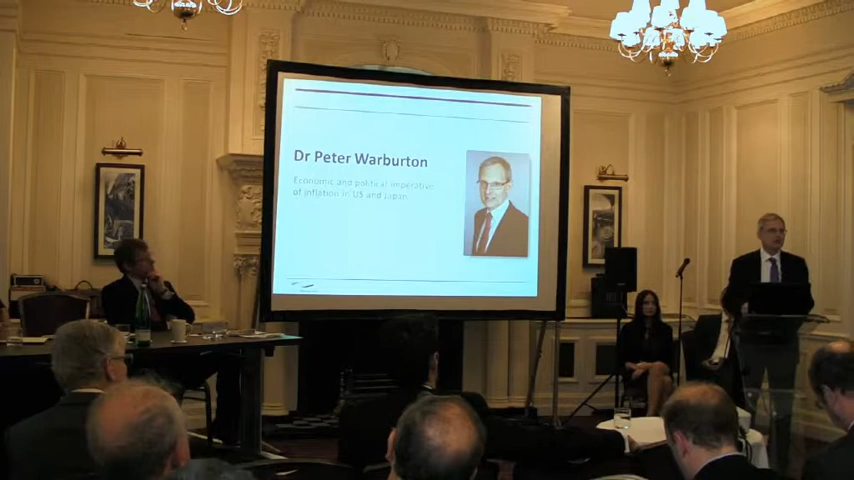 Dr Peter Warburton
Economic and political imperative
of inflation in US and Japan